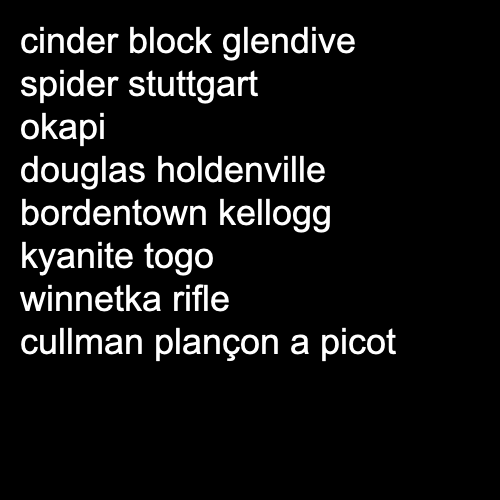 cinder block glendive
spider stuttgart
okapi
douglas holdenville
bordentown kellogg
kyanite togo
winnetka rifle
cullman plançon a picot